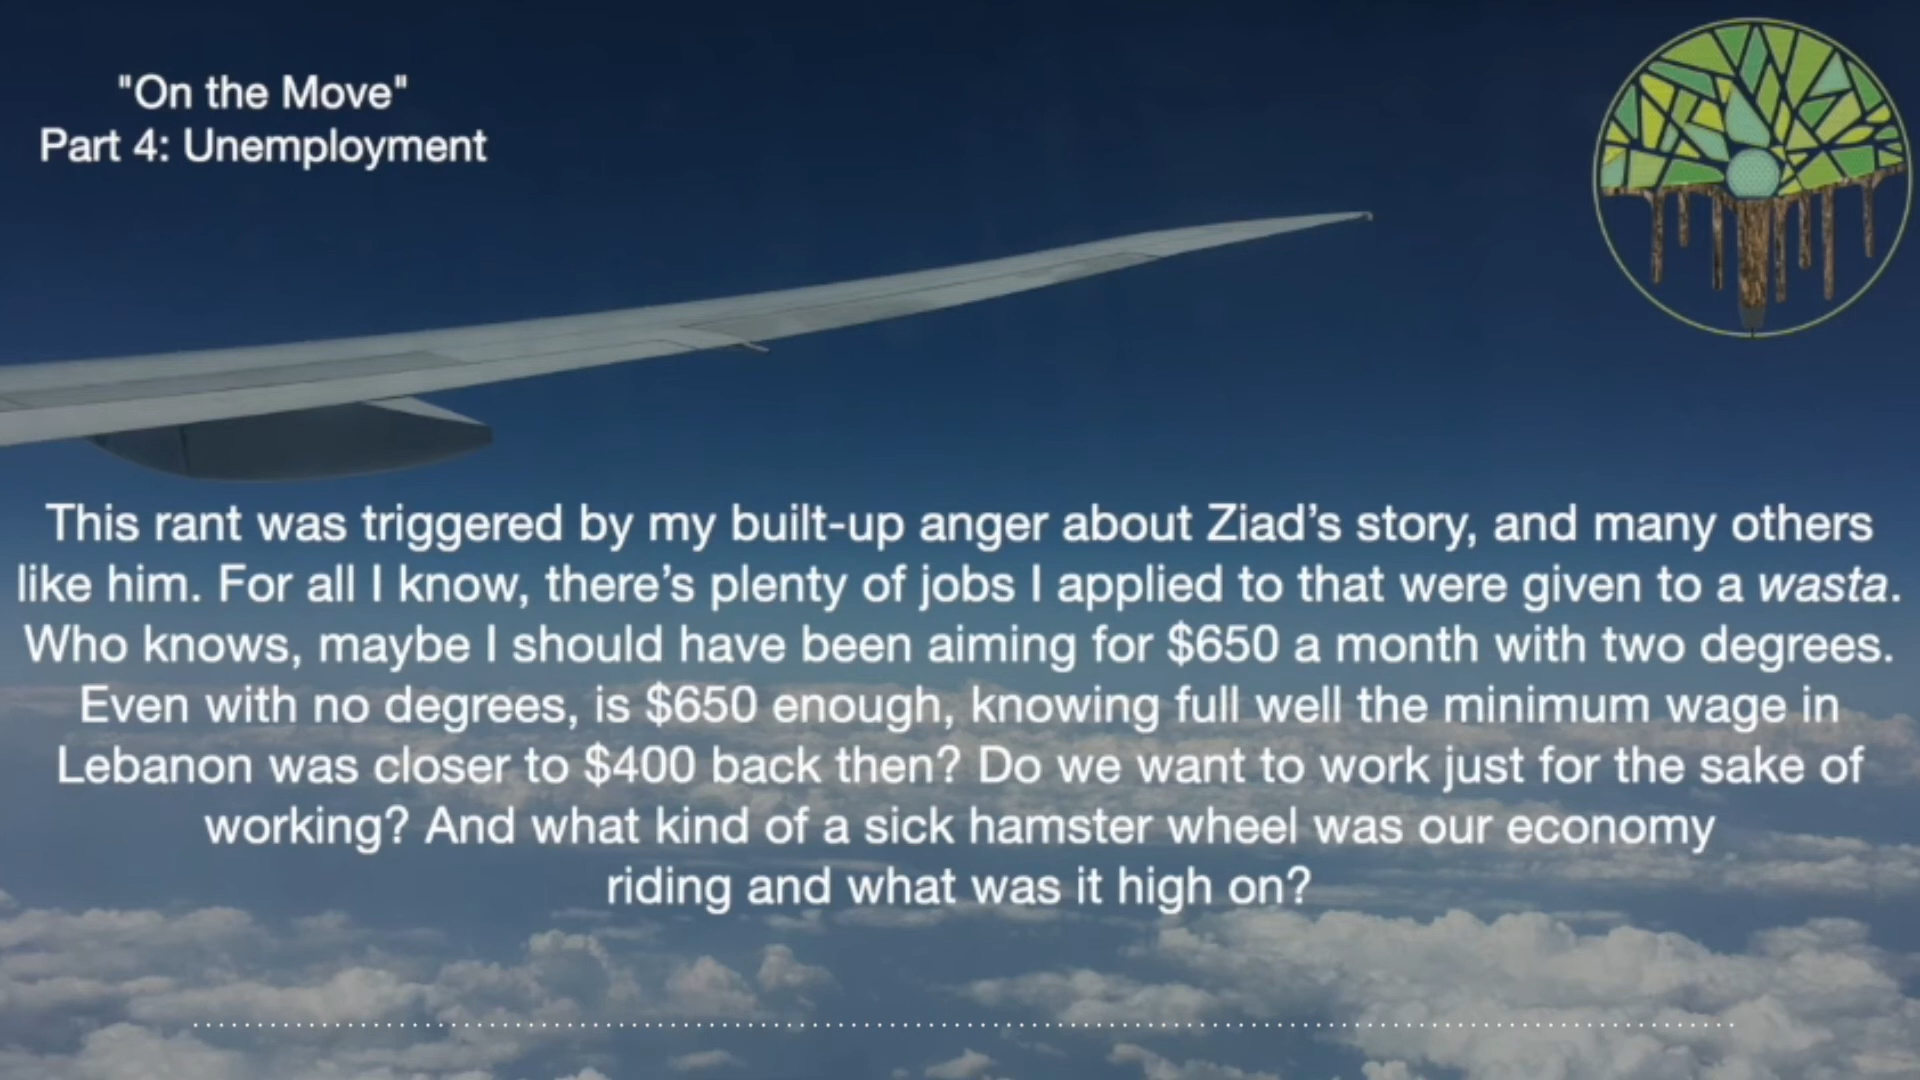 "On the Move"
Part 4: Unemployment
This rant was triggered by my built-up anger about Ziad’s story, and many others
like him. For all I know, there’s plenty of jobs I applied to that were given to a wasta.
Who knows, maybe I should have been aiming for $650 a month with two degrees.
Even with no degrees, is $650 enough, knowing full well the minimum wage in
Lebanon was closer to $400 back then? Do we want to work just for the sake of
working? And what kind of a sick hamster wheel was our economy
riding and what was it high on?